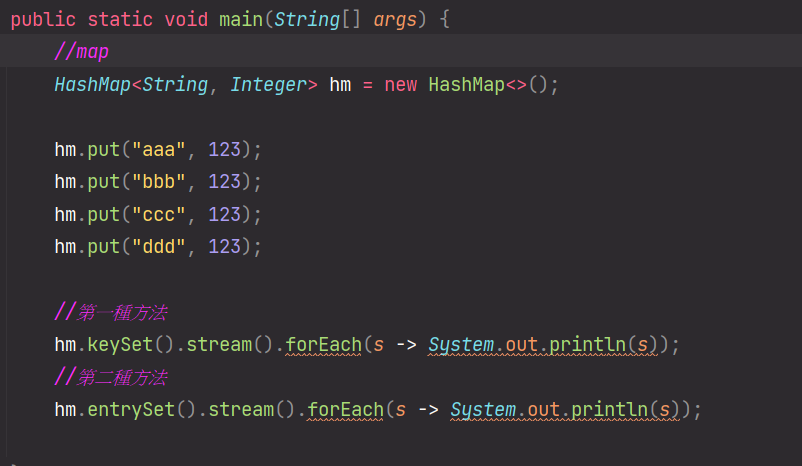 public static void main(String[] args) {
//map
HashMap<String, Integer> hm = new HashMap<>();
hm.put("aaa", 123);
hm.put("bbb", 123);
hm.put("ccc", 123);
hm.put("ddd", 123);
//第一種方法
hm.keySet().stream().forEach(s -> System.out.println(s));
//第二種方法
hm.entrySet().stream().forEach(s -> System.out.println(s));